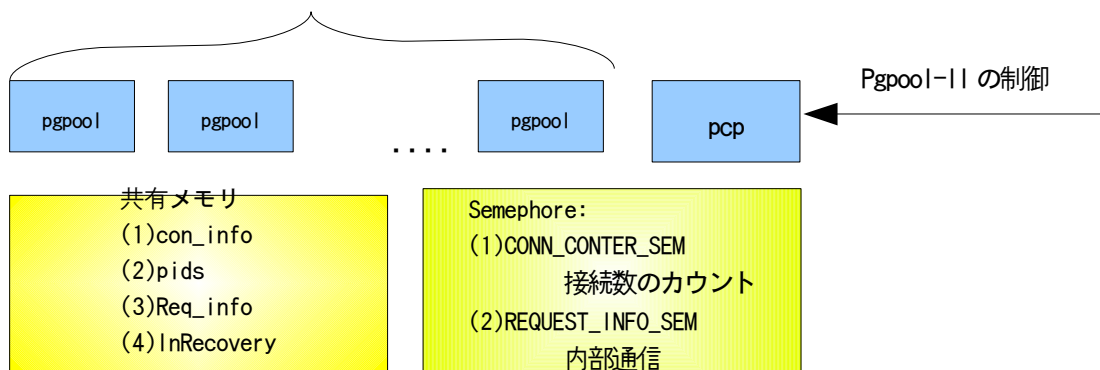 Pgpool-II の制御
pgpool
pgpool
....
pgpool
pcp
共有メモリ
(1)con_info
(2)pids
(3)Req_info
(4)InRecovery
Semephore:
(1)CONN_CONTER_SEM
接続数のカウント
(2)REQUEST_INFO_SEM
内部通信